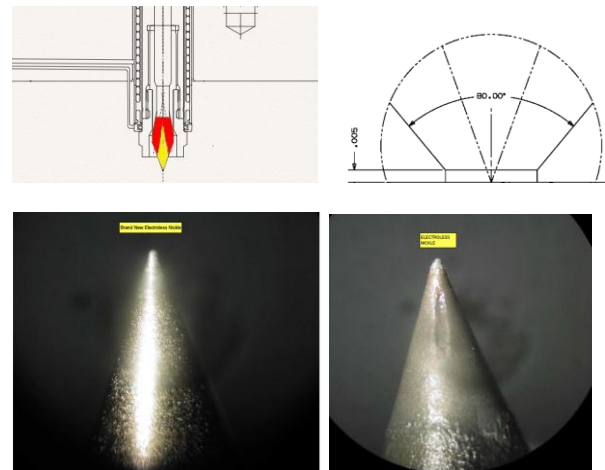 80.00°
.005
Brand New Electroless Nickle
ELECTROLESS
NICKLE